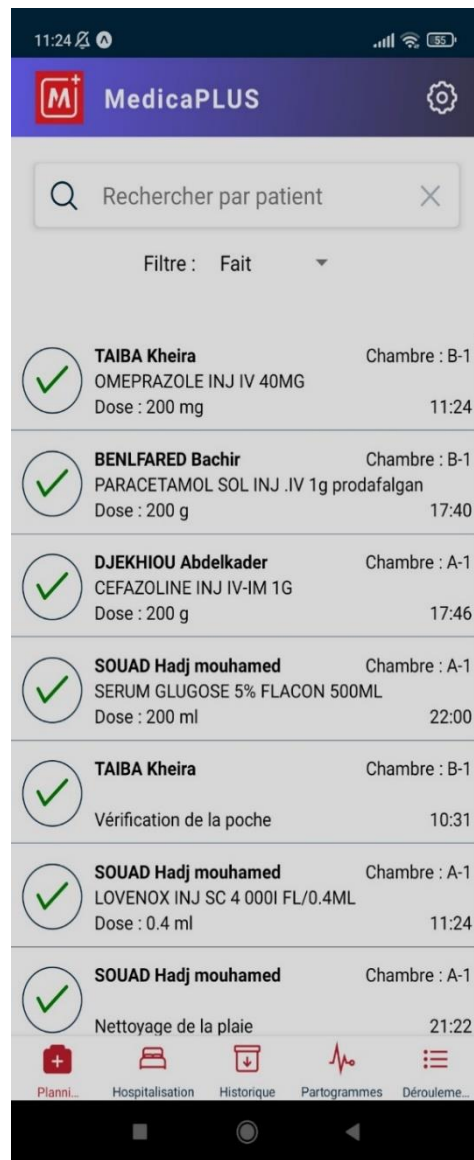 11:24
55
M+
MedicaPLUS
Rechercher par patient
Filtre : Fait
TAIBA Kheira Chambre : B-1
OMEPRAZOLE INJ IV 40MG
Dose : 200 mg 11:24
BENLFARED Bachir Chambre : B-1
PARACETAMOL SOL INJ .IV 1g prodafalgan
Dose : 200 g 17:40
DJEKHIOU Abdelkader Chambre : A-1
CEFAZOLINE INJ IV-IM 1G
Dose : 200 g 17:46
SOUAD Hadj mouhamed Chambre : A-1
SERUM GLUGOSE 5% FLACON 500ML
Dose : 200 ml 22:00
TAIBA Kheira Chambre : B-1
Vérification de la poche 10:31
SOUAD Hadj mouhamed Chambre : A-1
LOVENOX INJ SC 4 000I FL/0.4ML
Dose : 0.4 ml 11:24
SOUAD Hadj mouhamed Chambre : A-1
Nettoyage de la plaie 21:22
Planni... Hospitalisation Historique Partogrammes Dérouleme...